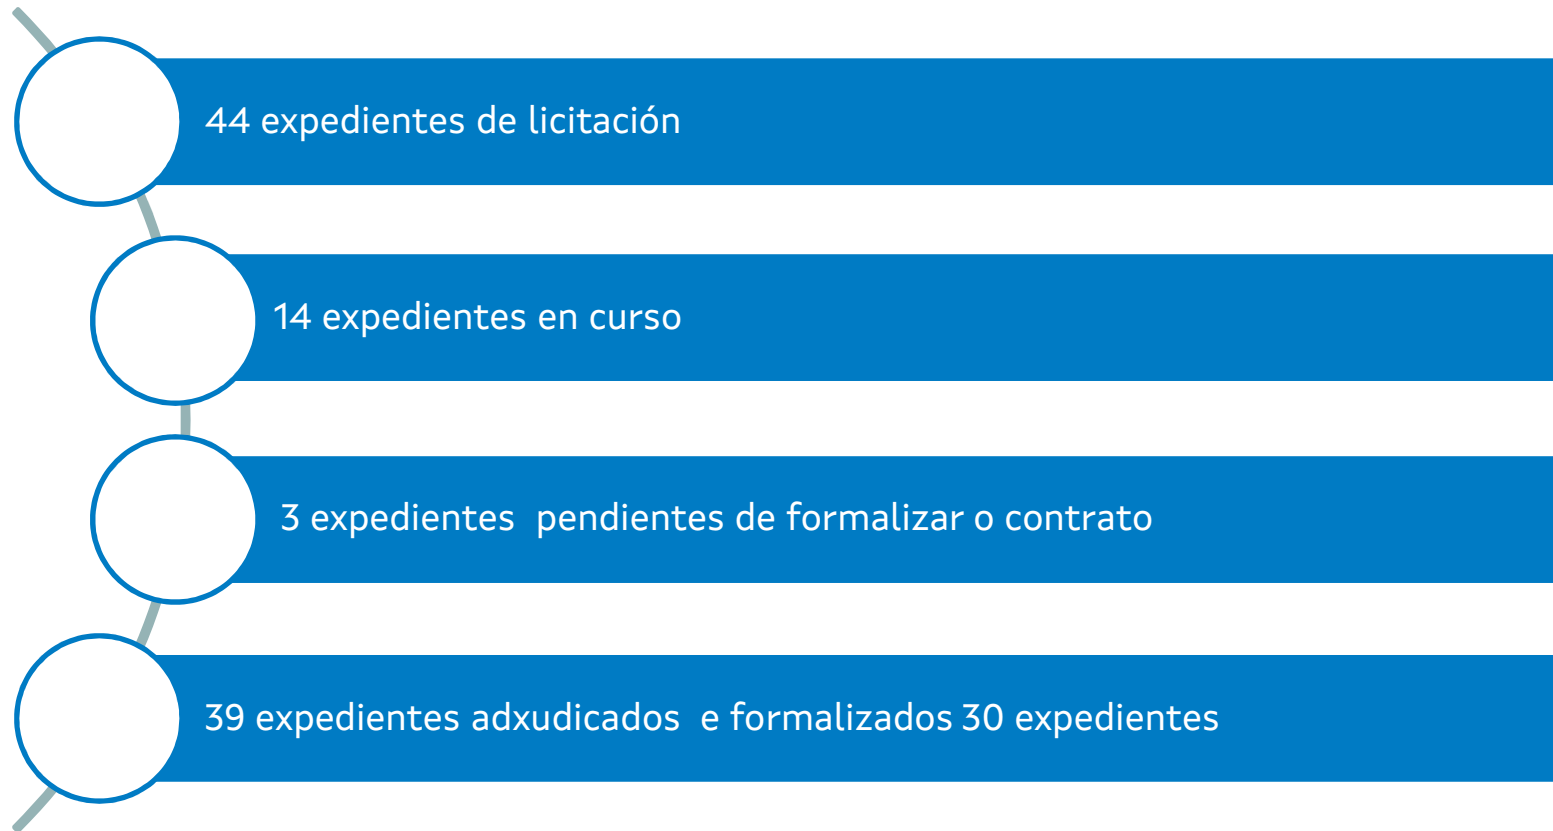 44 expedientes de licitación
14 expedientes en curso
3 expedientes  pendientes de formalizar o contrato
39 expedientes adxudicados  e formalizados 30 expedientes